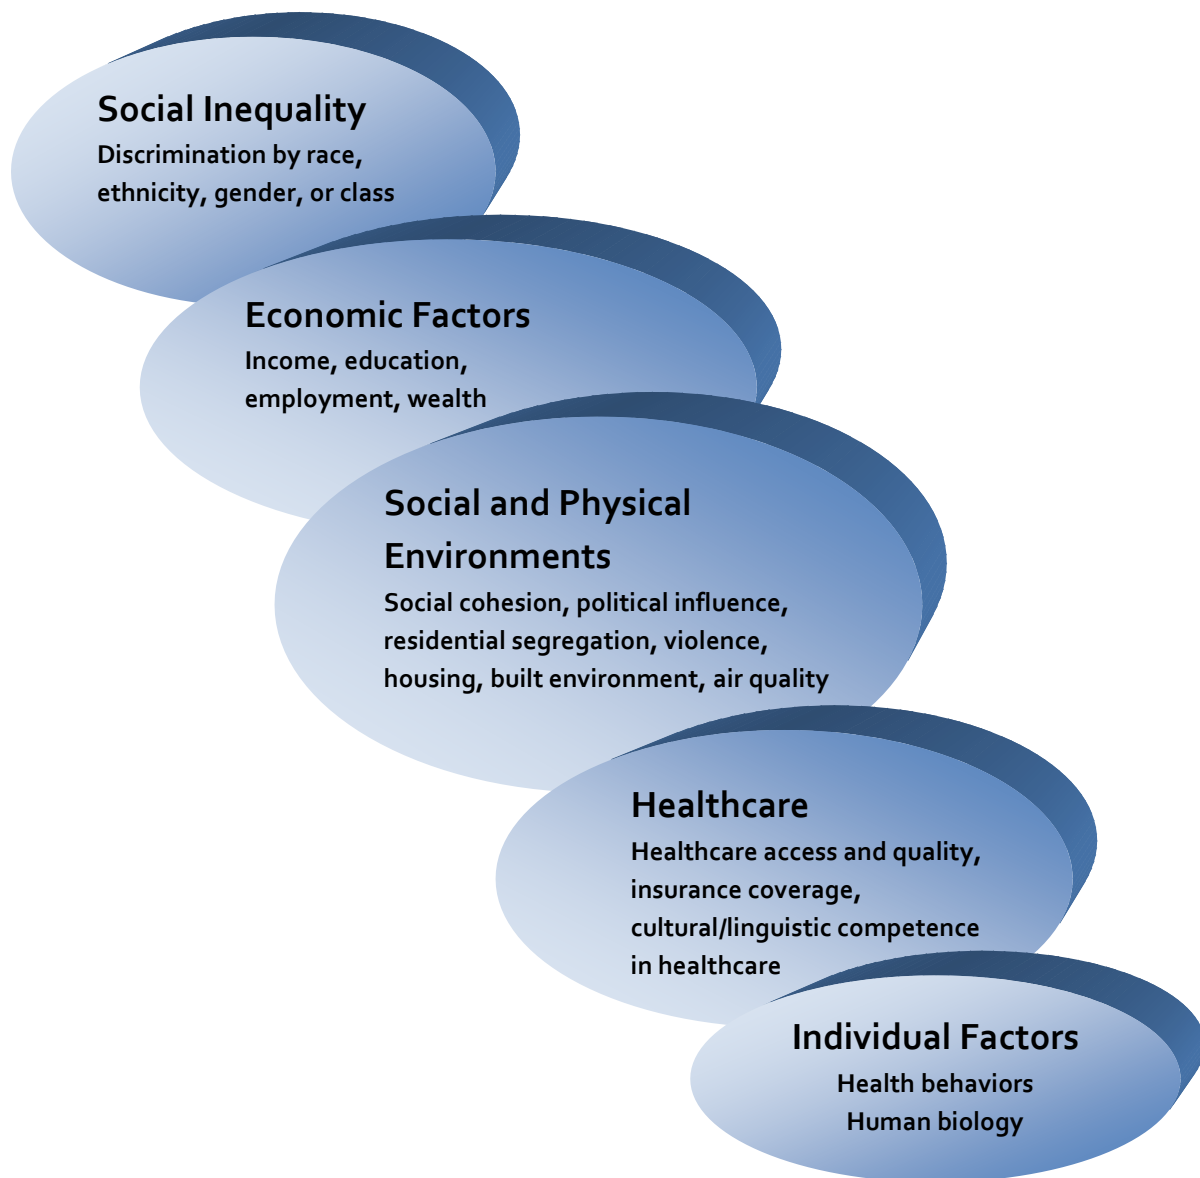 Social Inequality
Discrimination by race,
ethnicity, gender, or class
Economic Factors
Income, education,
employment, wealth
Social and Physical
Environments
Social cohesion, political influence,
residential segregation, violence,
housing, built environment, air quality
Healthcare
Healthcare access and quality,
insurance coverage,
cultural/linguistic competence
in healthcare
Individual Factors
Health behaviors
Human biology